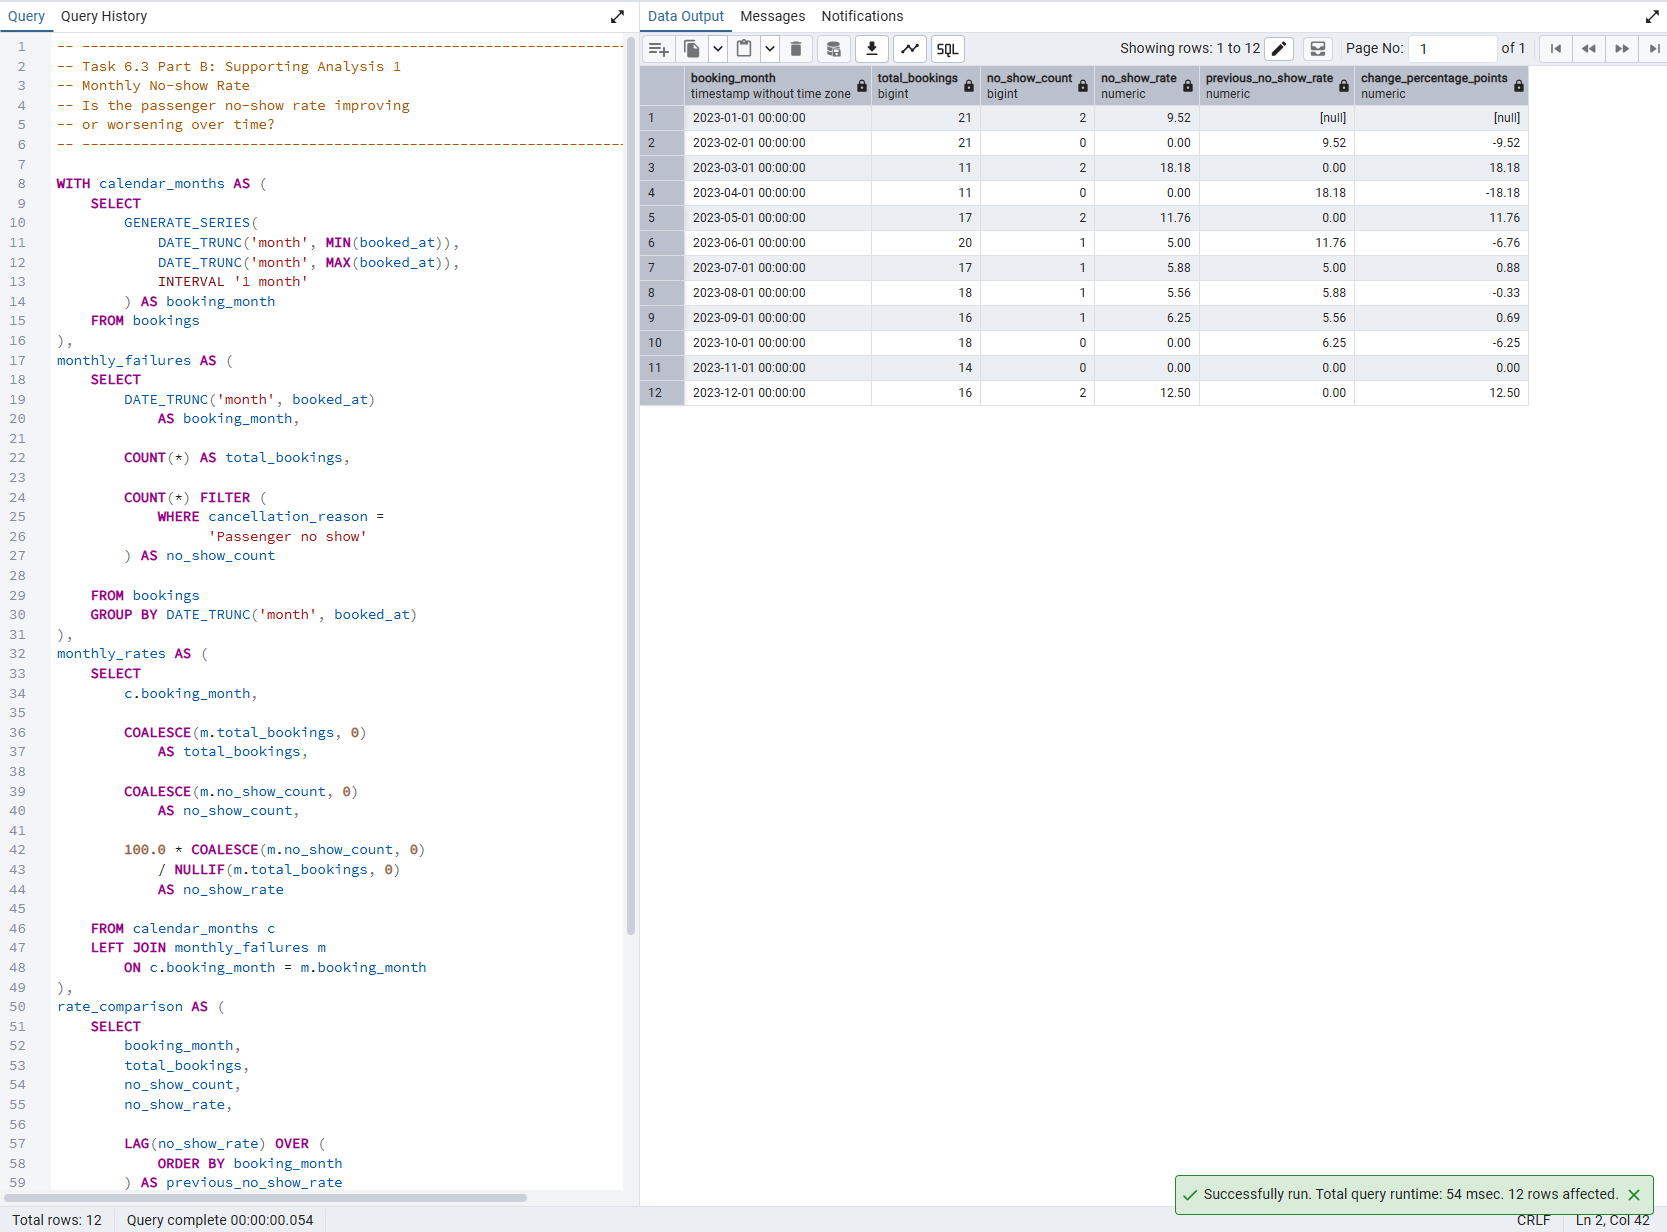 Query Query History
1 -- -----------------------------------------------------------------
2 -- Task 6.3 Part B: Supporting Analysis 1
3 -- Monthly No-show Rate
4 -- Is the passenger no-show rate improving
5 -- or worsening over time?
6 -- -----------------------------------------------------------------
7
8 WITH calendar_months AS (
9     SELECT
10         GENERATE_SERIES(
11             DATE_TRUNC('month', MIN(booked_at)),
12             DATE_TRUNC('month', MAX(booked_at)),
13             INTERVAL '1 month'
14         ) AS booking_month
15     FROM bookings
16 ),
17 monthly_failures AS (
18     SELECT
19         DATE_TRUNC('month', booked_at)
20             AS booking_month,
21
22         COUNT(*) AS total_bookings,
23
24         COUNT(*) FILTER (
25             WHERE cancellation_reason =
26                   'Passenger no show'
27         ) AS no_show_count
28
29     FROM bookings
30     GROUP BY DATE_TRUNC('month', booked_at)
31 ),
32 monthly_rates AS (
33     SELECT
34         c.booking_month,
35
36         COALESCE(m.total_bookings, 0)
37             AS total_bookings,
38
39         COALESCE(m.no_show_count, 0)
40             AS no_show_count,
41
42         100.0 * COALESCE(m.no_show_count, 0)
43             / NULLIF(m.total_bookings, 0)
44             AS no_show_rate
45
46     FROM calendar_months c
47     LEFT JOIN monthly_failures m
48         ON c.booking_month = m.booking_month
49 ),
50 rate_comparison AS (
51     SELECT
52         booking_month,
53         total_bookings,
54         no_show_count,
55         no_show_rate,
56
57         LAG(no_show_rate) OVER (
58             ORDER BY booking_month
59         ) AS previous_no_show_rate
Data Output Messages Notifications
SQL Showing rows: 1 to 12 Page No: 1 of 1
booking_month total_bookings no_show_count no_show_rate previous_no_show_rate change_percentage_points
timestamp without time zone bigint bigint numeric numeric numeric
1 2023-01-01 00:00:00 21 2 9.52 [null] [null]
2 2023-02-01 00:00:00 21 0 0.00 9.52 -9.52
3 2023-03-01 00:00:00 11 2 18.18 0.00 18.18
4 2023-04-01 00:00:00 11 0 0.00 18.18 -18.18
5 2023-05-01 00:00:00 17 2 11.76 0.00 11.76
6 2023-06-01 00:00:00 20 1 5.00 11.76 -6.76
7 2023-07-01 00:00:00 17 1 5.88 5.00 0.88
8 2023-08-01 00:00:00 18 1 5.56 5.88 -0.33
9 2023-09-01 00:00:00 16 1 6.25 5.56 0.69
10 2023-10-01 00:00:00 18 0 0.00 6.25 -6.25
11 2023-11-01 00:00:00 14 0 0.00 0.00 0.00
12 2023-12-01 00:00:00 16 2 12.50 0.00 12.50
Successfully run. Total query runtime: 54 msec. 12 rows affected.
Total rows: 12 Query complete 00:00:00.054 CRLF Ln 2, Col 42